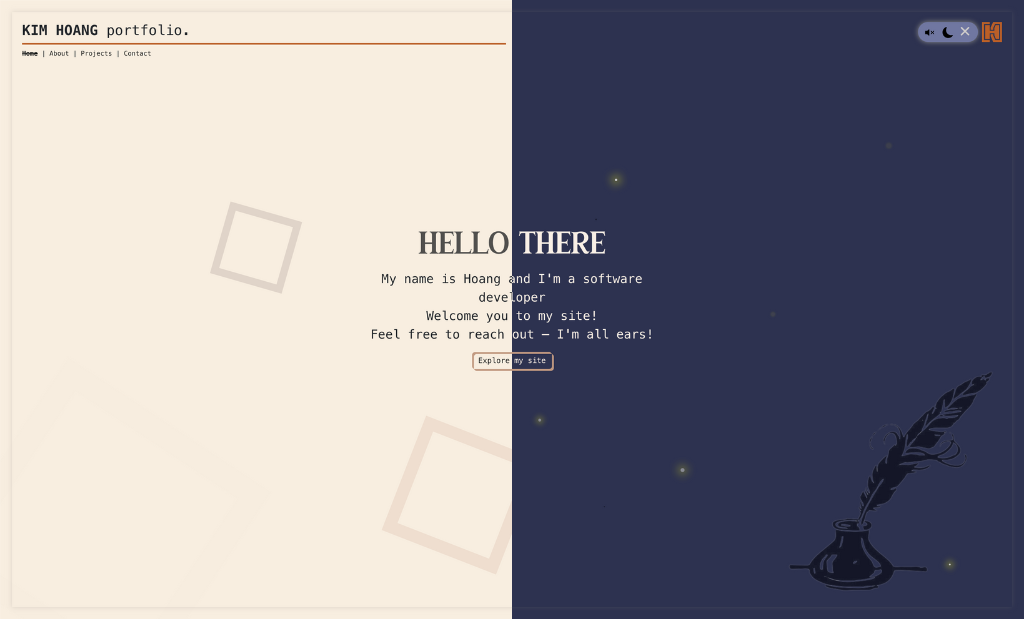 KIM HOANG portfolio.
Home | About | Projects | Contact
HELLO THERE
My name is Hoang and I'm a software
developer
Welcome you to my site!
Feel free to reach out – I'm all ears!
Explore my site